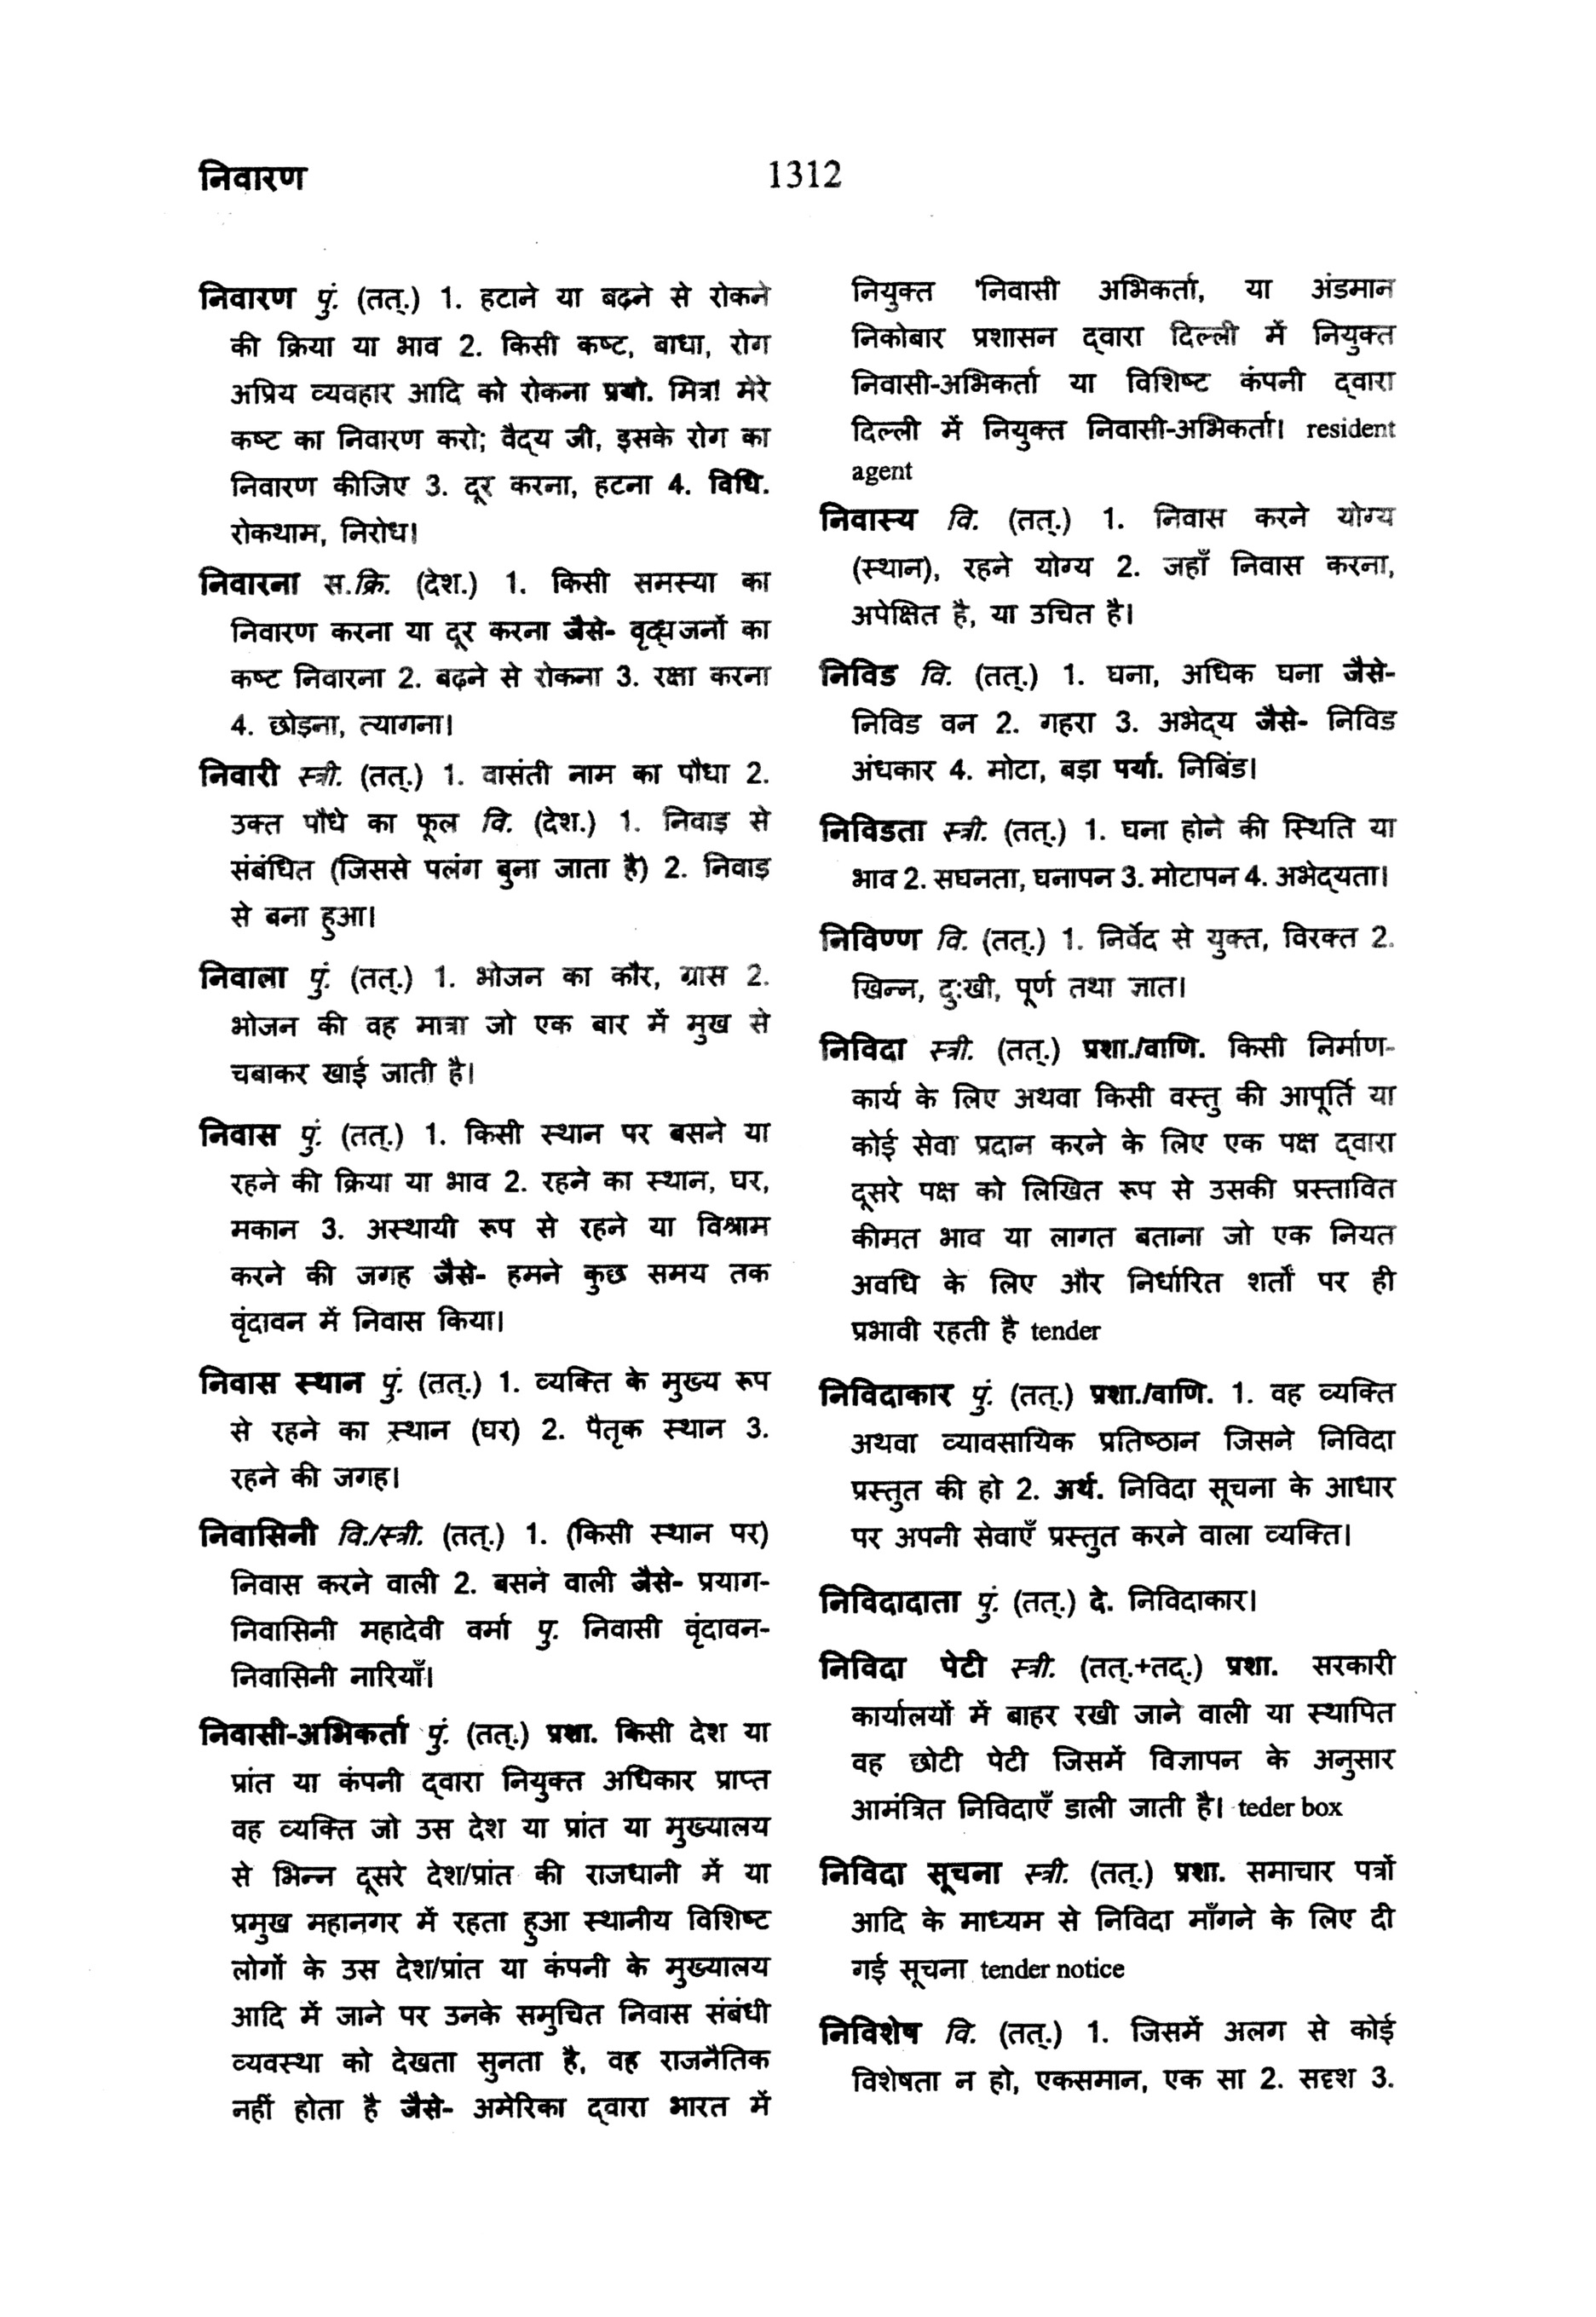 निवारण
1312
निवारण पुं. (तत्.) 1. हटाने या बढ़ने से रोकने
की क्रिया या भाव 2. किसी कष्ट, बाधा, रोग
अप्रिय व्यवहार आदि को रोकना प्रयो. मित्र! मेरे
कष्ट का निवारण करो; वैद्य जी, इसके रोग का
निवारण कीजिए 3. दूर करना, हटना 4. विधि.
रोकथाम, निरोध।
निवारना स.क्रि. (देश.) 1. किसी समस्या का
निवारण करना या दूर करना जैसे- वृद्धजनों का
कष्ट निवारना 2. बढ़ने से रोकना 3. रक्षा करना
4. छोड़ना, त्यागना।
निवारी स्त्री. (तत्.) 1. वासंती नाम का पौधा 2.
उक्त पौधे का फूल वि. (देश.) 1. निवाड़ से
संबंधित (जिससे पलंग बुना जाता है) 2. निवाड़
से बना हुआ।
निवाला पुं. (तत्.) 1. भोजन का कौर, ग्रास 2.
भोजन की वह मात्रा जो एक बार में मुख से
चबाकर खाई जाती है।
निवास पुं. (तत्.) 1. किसी स्थान पर बसने या
रहने की क्रिया या भाव 2. रहने का स्थान, घर,
मकान 3. अस्थायी रूप से रहने या विश्राम
करने की जगह जैसे- हमने कुछ समय तक
वृंदावन में निवास किया।
निवास स्थान पुं. (तत्.) 1. व्यक्ति के मुख्य रूप
से रहने का स्थान (घर) 2. पैतृक स्थान 3.
रहने की जगह।
निवासिनी वि./स्त्री. (तत्.) 1. (किसी स्थान पर)
निवास करने वाली 2. बसने वाली जैसे- प्रयाग-
निवासिनी महादेवी वर्मा पु. निवासी वृंदावन-
निवासिनी नारियाँ।
निवासी-अभिकर्ता पुं. (तत्.) प्रशा. किसी देश या
प्रांत या कंपनी द्वारा नियुक्त अधिकार प्राप्त
वह व्यक्ति जो उस देश या प्रांत या मुख्यालय
से भिन्न दूसरे देश/प्रांत की राजधानी में या
प्रमुख महानगर में रहता हुआ स्थानीय विशिष्ट
लोगों के उस देश/प्रांत या कंपनी के मुख्यालय
आदि में जाने पर उनके समुचित निवास संबंधी
व्यवस्था को देखता सुनता है, वह राजनैतिक
नहीं होता है जैसे- अमेरिका द्वारा भारत में
नियुक्त 'निवासी अभिकर्ता, या अंडमान
निकोबार प्रशासन द्वारा दिल्ली में नियुक्त
निवासी-अभिकर्ता या विशिष्ट कंपनी द्वारा
दिल्ली में नियुक्त निवासी-अभिकर्ता। resident
agent
निवास्य वि. (तत्.) 1. निवास करने योग्य
(स्थान), रहने योग्य 2. जहाँ निवास करना,
अपेक्षित है, या उचित है।
निविड वि. (तत्.) 1. घना, अधिक घना जैसे-
निविड वन 2. गहरा 3. अभेद्य जैसे- निविड
अंधकार 4. मोटा, बड़ा पर्या. निबिंड।
निविडता स्त्री. (तत्.) 1. घना होने की स्थिति या
भाव 2. सघनता, घनापन 3. मोटापन 4. अभेद्यता।
निविण्ण वि. (तत्.) 1. निर्वेद से युक्त, विरक्त 2.
खिन्न, दुःखी, पूर्ण तथा ज्ञात।
निविदा स्त्री. (तत्.) प्रशा./वाणि. किसी निर्माण-
कार्य के लिए अथवा किसी वस्तु की आपूर्ति या
कोई सेवा प्रदान करने के लिए एक पक्ष द्वारा
दूसरे पक्ष को लिखित रूप से उसकी प्रस्तावित
कीमत भाव या लागत बताना जो एक नियत
अवधि के लिए और निर्धारित शर्तों पर ही
प्रभावी रहती है tender
निविदाकार पुं. (तत्.) प्रशा./वाणि. 1. वह व्यक्ति
अथवा व्यावसायिक प्रतिष्ठान जिसने निविदा
प्रस्तुत की हो 2. अर्थ. निविदा सूचना के आधार
पर अपनी सेवाएँ प्रस्तुत करने वाला व्यक्ति।
निविदादाता पुं. (तत्.) दे. निविदाकार।
निविदा पेटी स्त्री. (तत्.+तद्.) प्रशा. सरकारी
कार्यालयों में बाहर रखी जाने वाली या स्थापित
वह छोटी पेटी जिसमें विज्ञापन के अनुसार
आमंत्रित निविदाएँ डाली जाती है। teder box
निविदा सूचना स्त्री. (तत्.) प्रशा. समाचार पत्रों
आदि के माध्यम से निविदा माँगने के लिए दी
गई सूचना tender notice
निविशेष वि. (तत्.) 1. जिसमें अलग से कोई
विशेषता न हो, एकसमान, एक सा 2. सदृश 3.